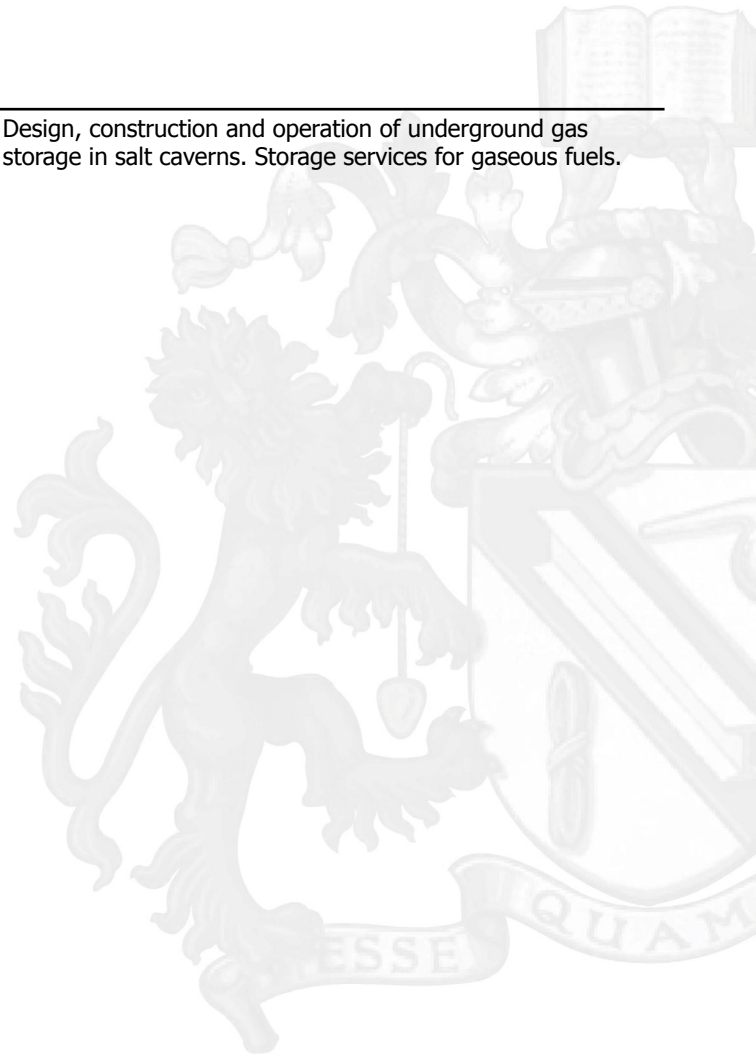 Design, construction and operation of underground gas
storage in salt caverns. Storage services for gaseous fuels.
ESSE
QUAM